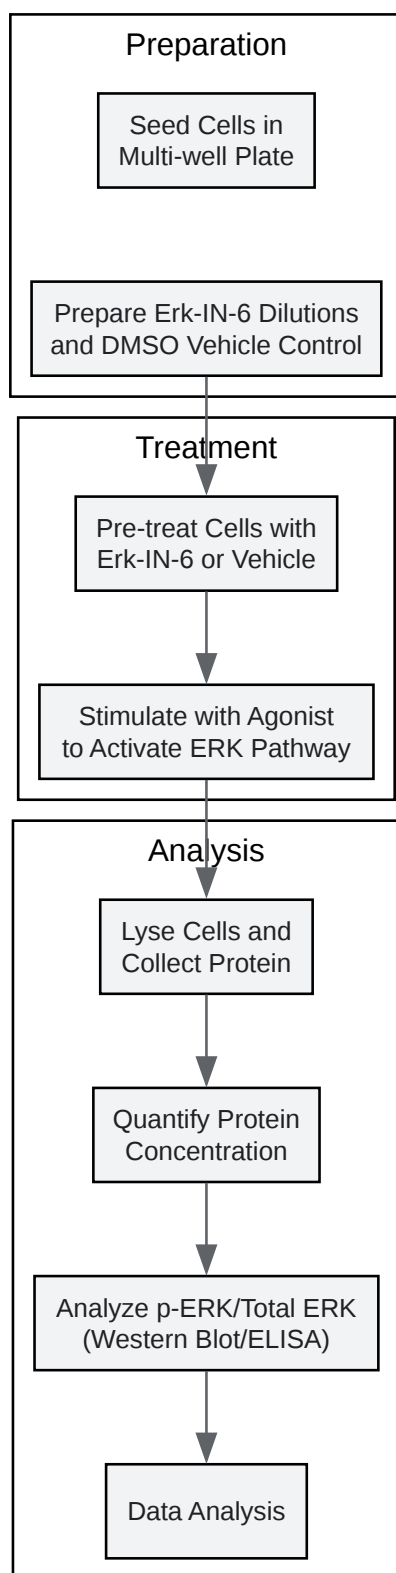 Preparation
Seed Cells in
Multi-well Plate
Prepare Erk-IN-6 Dilutions
and DMSO Vehicle Control
Treatment
Pre-treat Cells with
Erk-IN-6 or Vehicle
Stimulate with Agonist
to Activate ERK Pathway
Analysis
Lyse Cells and
Collect Protein
Quantify Protein
Concentration
Analyze p-ERK/Total ERK
(Western Blot/ELISA)
Data Analysis